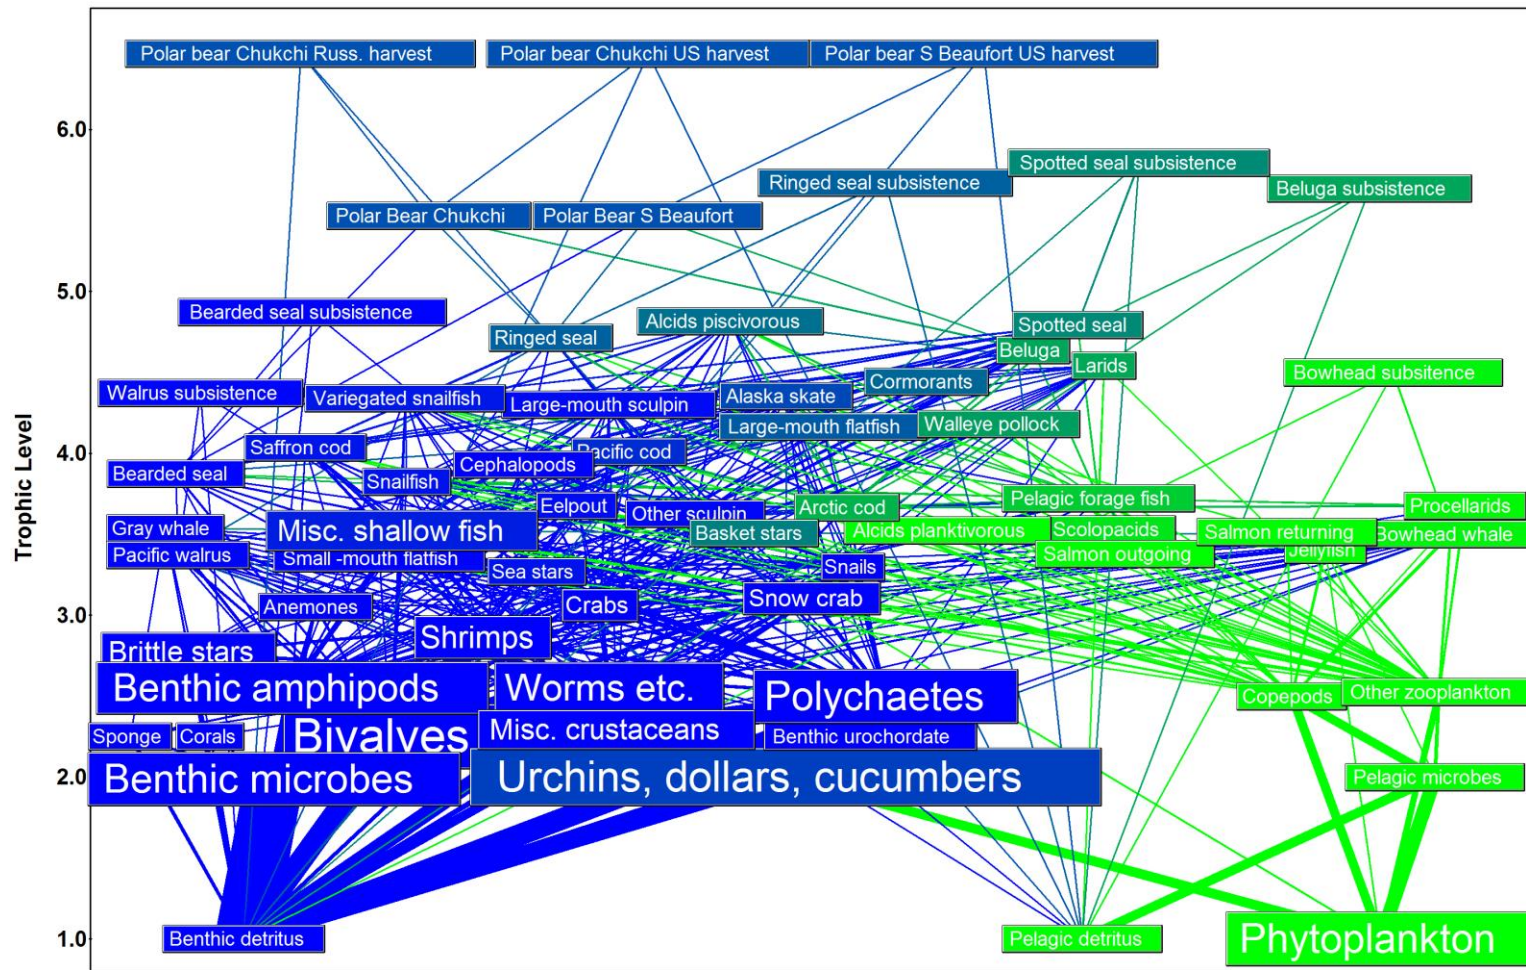 Polar bear Chukchi Russ. harvest
Polar bear Chukchi US harvest
Polar bear S Beaufort US harvest
6.0
Spotted seal subsistence
Ringed seal subsistence
Beluga subsistence
Polar Bear Chukchi
Polar Bear S Beaufort
5.0
Bearded seal subsistence
Alcids piscivorous
Spotted seal
Ringed seal
Beluga
Larids
Bowhead subsitence
Cormorants
Walrus subsistence
Variegated snailfish
Large-mouth sculpin
Alaska skate
Large-mouth flatfish
Walleye pollock
Trophic Level
4.0
Saffron cod
Pacific cod
Cephalopods
Bearded seal
Snailfish
Eelpout
Other sculpin
Arctic cod
Pelagic forage fish
Procellarids
Gray whale
Misc. shallow fish
Basket stars
Alcids planktivorous
Scolopacids
Salmon returning
Bowhead whale
Pacific walrus
Small -mouth flatfish
Sea stars
Snails
Salmon outgoing
Jellyfish
3.0
Anemones
Crabs
Snow crab
Brittle stars
Shrimps
Benthic amphipods
Worms etc.
Polychaetes
Copepods
Other zooplankton
Sponge
Corals
Bivalves
Misc. crustaceans
Benthic urochordate
2.0
Benthic microbes
Urchins, dollars, cucumbers
Pelagic microbes
1.0
Benthic detritus
Pelagic detritus
Phytoplankton